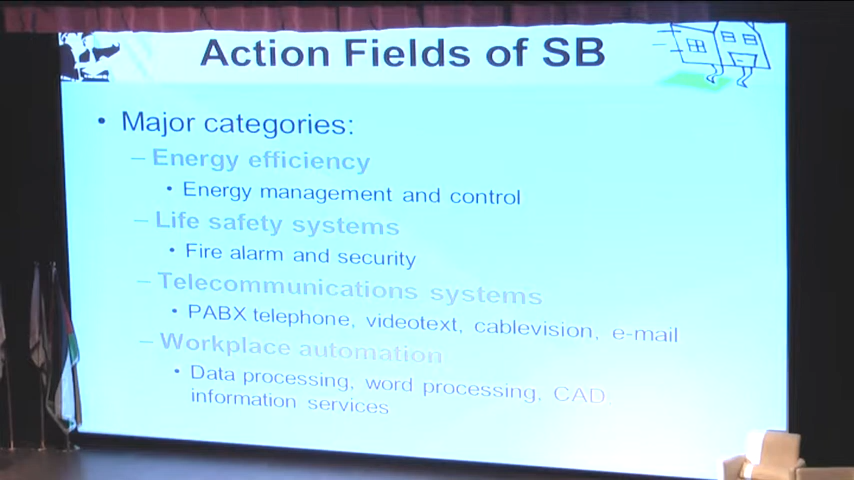 Action Fields of SB
• Major categories:
– Energy efficiency
• Energy management and control
– Life safety systems
• Fire alarm and security
– Telecommunications systems
• PABX telephone, videotext, cablevision, e-mail
– Workplace automation
• Data processing, word processing, CAD,
information services